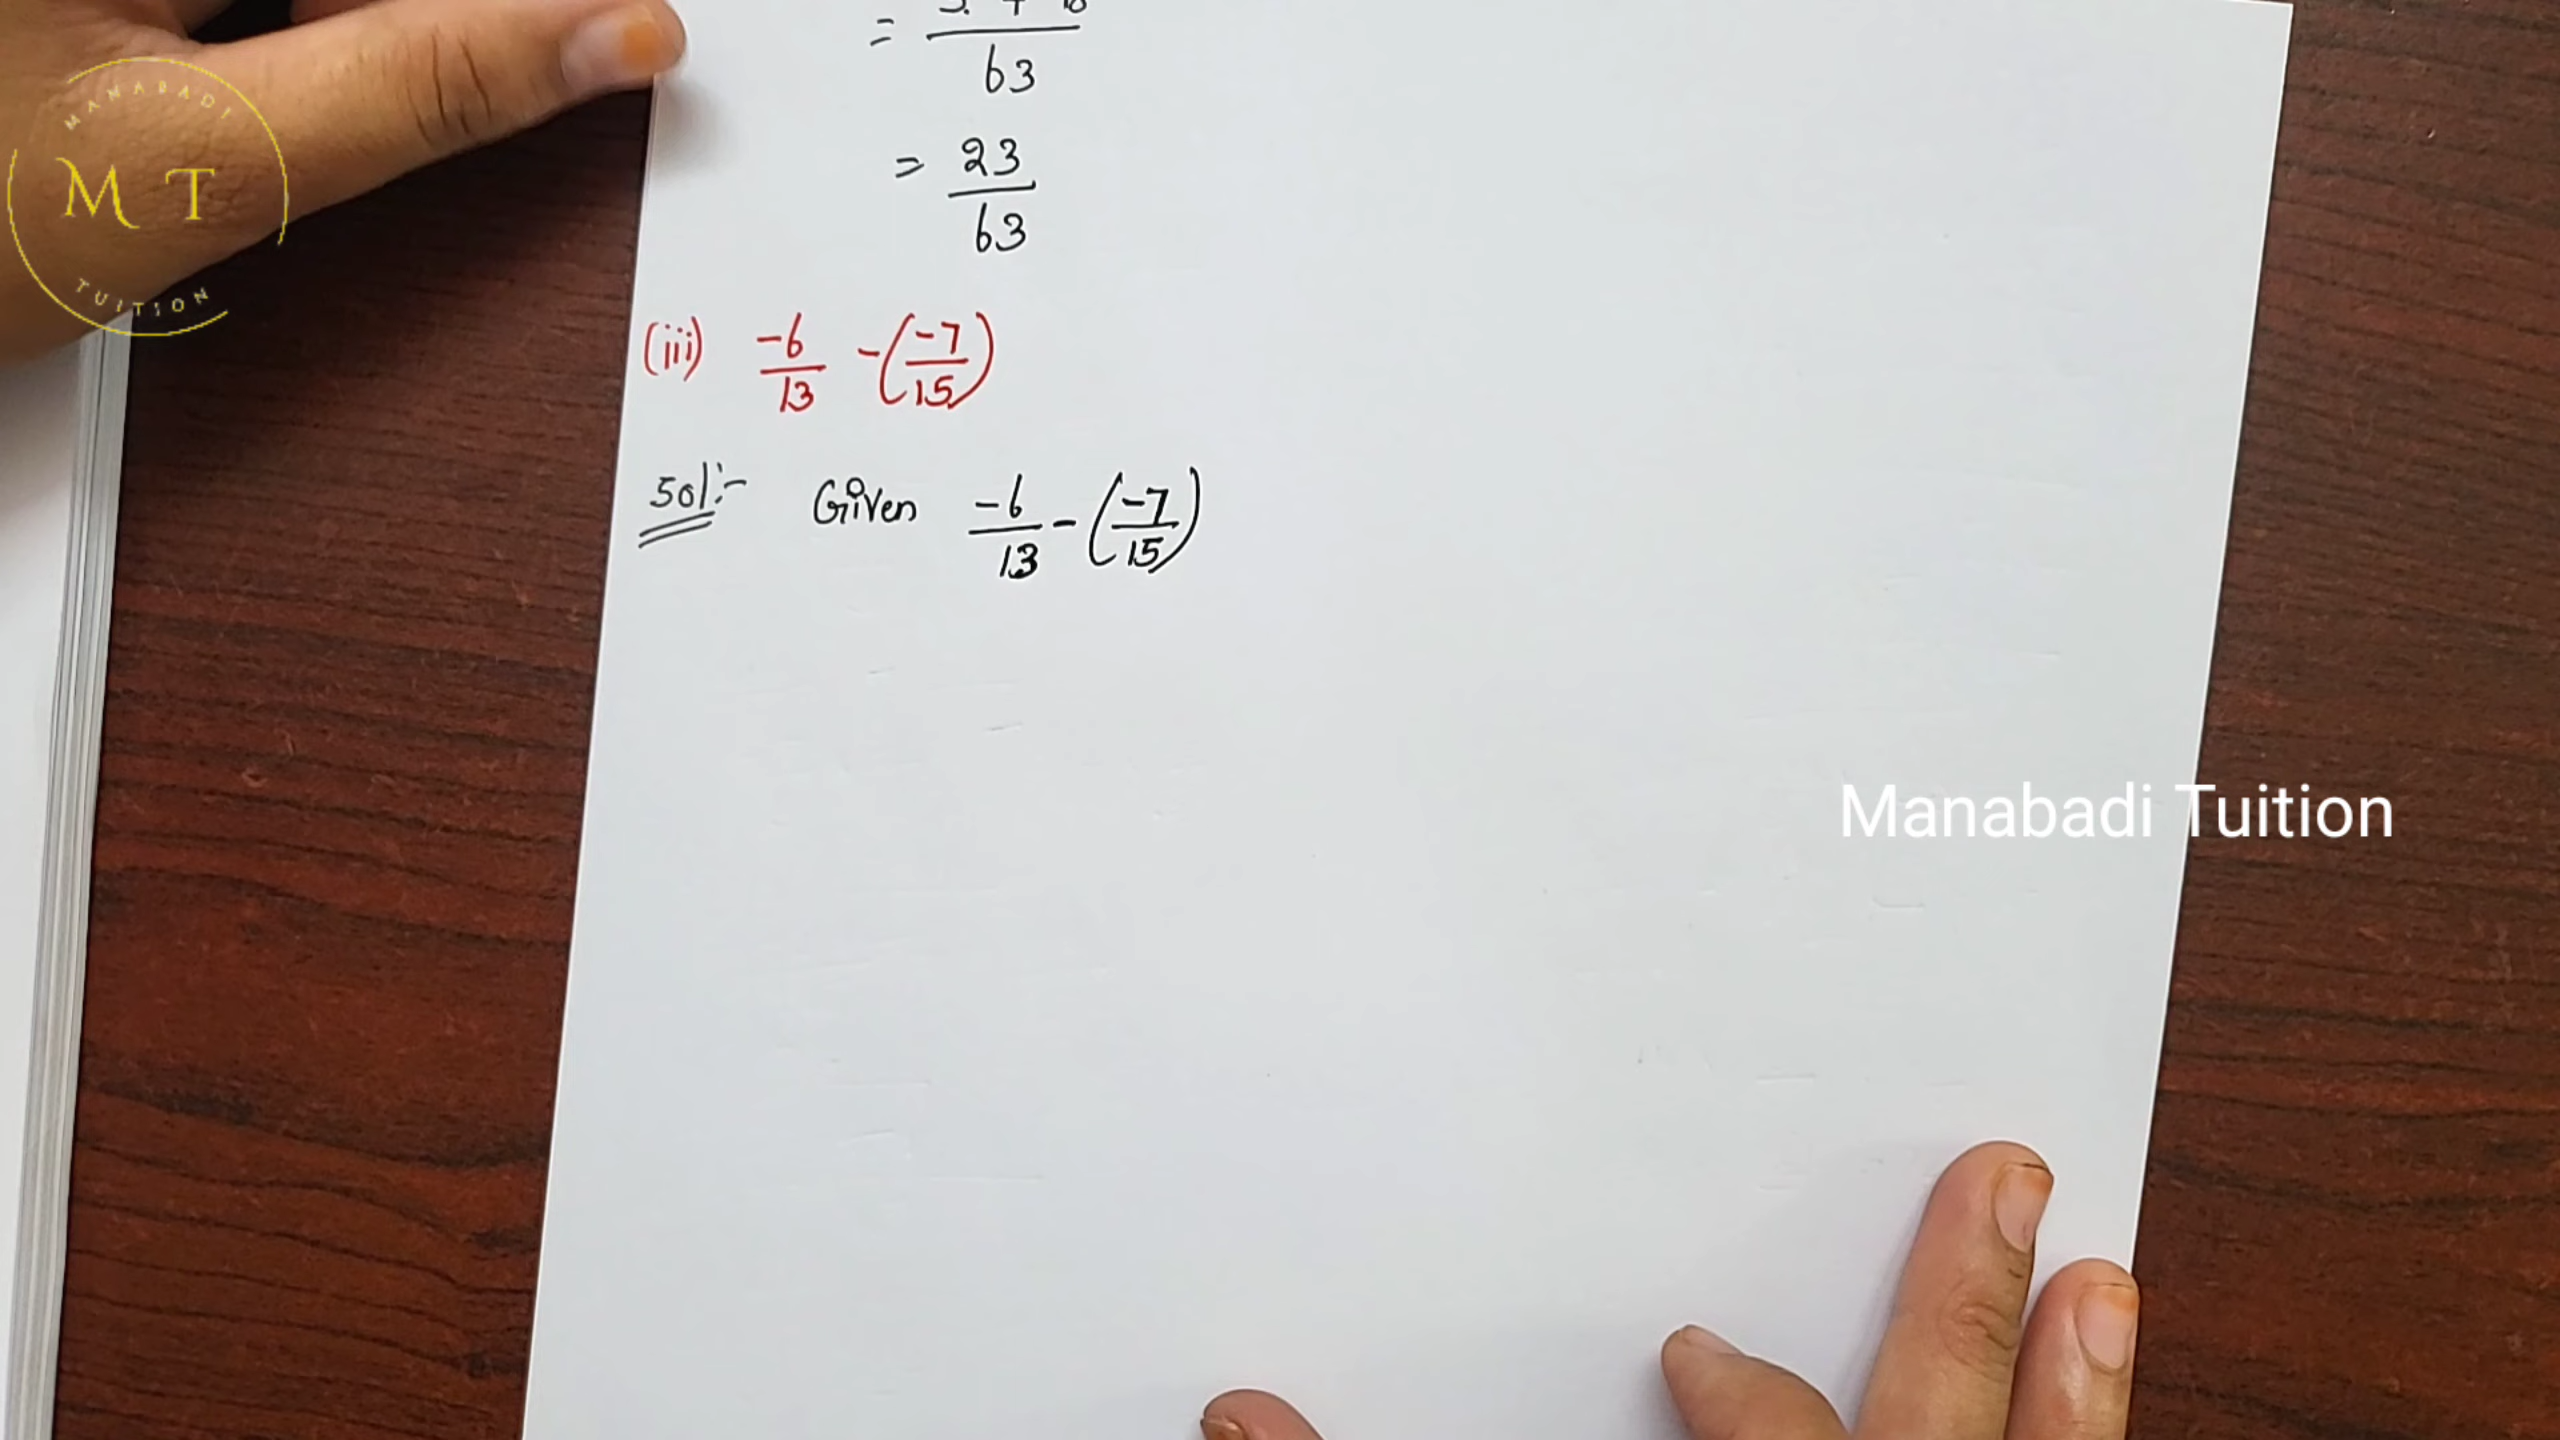 MANABADI
M T
TUITION
=
63
= 23
63
(iii) -6/13 -(-7/15)
Sol:- Given -6/13 - (-7/15)
Manabadi Tuition